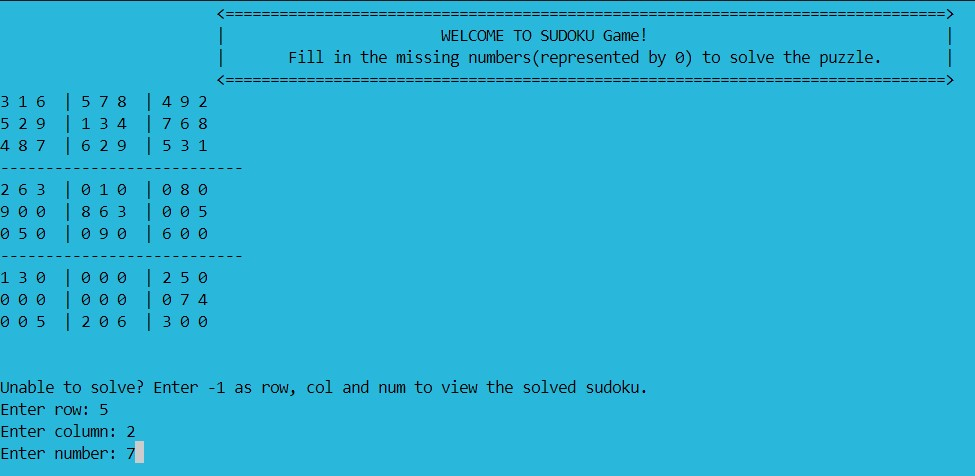 <=================================================================================>
| WELCOME TO SUDOKU Game! |
| Fill in the missing numbers(represented by 0) to solve the puzzle. |
<=================================================================================>
3 1 6 | 5 7 8 | 4 9 2
5 2 9 | 1 3 4 | 7 6 8
4 8 7 | 6 2 9 | 5 3 1
---------------------------
2 6 3 | 0 1 0 | 0 8 0
9 0 0 | 8 6 3 | 0 0 5
0 5 0 | 0 9 0 | 6 0 0
---------------------------
1 3 0 | 0 0 0 | 2 5 0
0 0 0 | 0 0 0 | 0 7 4
0 0 5 | 2 0 6 | 3 0 0
Unable to solve? Enter -1 as row, col and num to view the solved sudoku.
Enter row: 5
Enter column: 2
Enter number: 7